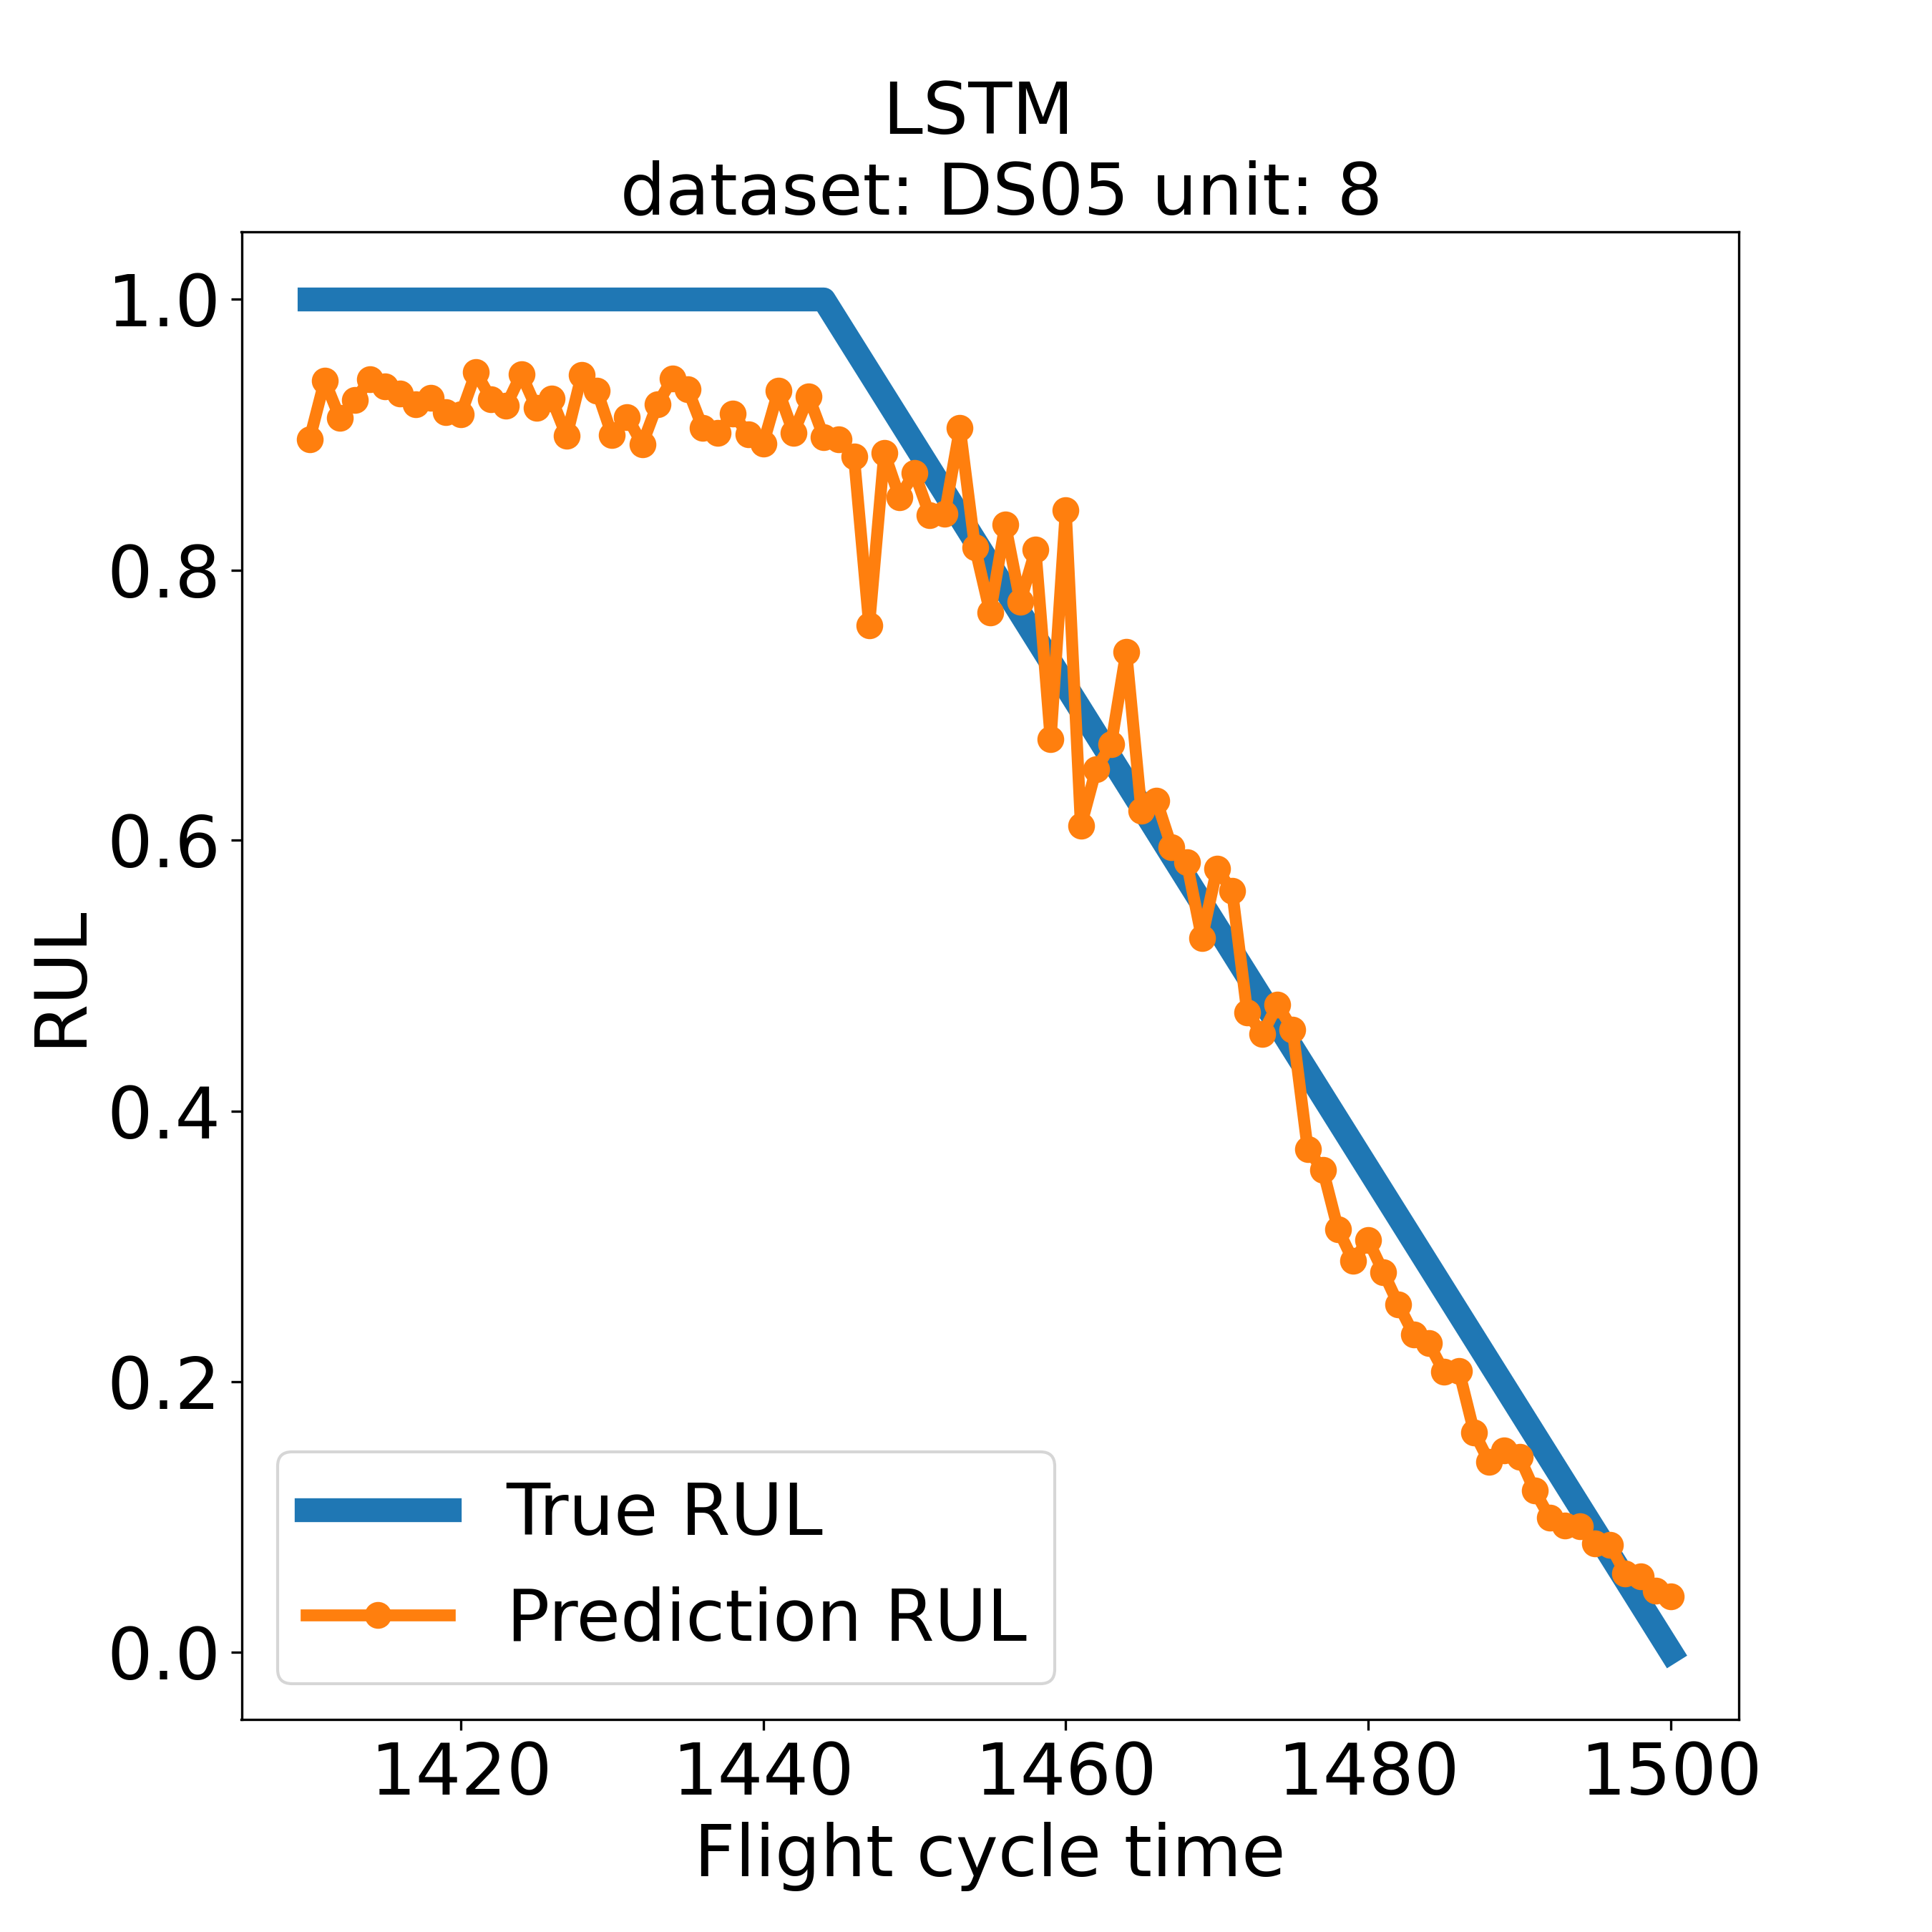 LSTM
dataset: DS05 unit: 8
1.0
0.8
0.6
0.4
0.2
0.0
RUL
True RUL
Prediction RUL
1420 1440 1460 1480 1500
Flight cycle time